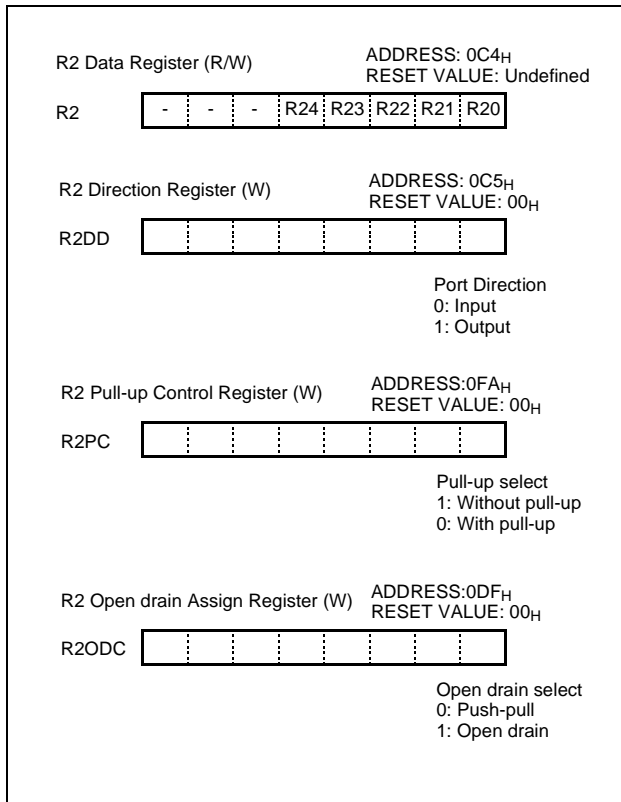 R2 Data Register (R/W)
ADDRESS: 0C4H
RESET VALUE: Undefined
R2
- - - R24 R23 R22 R21 R20
R2 Direction Register (W)
ADDRESS: 0C5H
RESET VALUE: 00H
R2DD
Port Direction
0: Input
1: Output
R2 Pull-up Control Register (W)
ADDRESS:0FAH
RESET VALUE: 00H
R2PC
Pull-up select
1: Without pull-up
0: With pull-up
R2 Open drain Assign Register (W)
ADDRESS:0DFH
RESET VALUE: 00H
R2ODC
Open drain select
0: Push-pull
1: Open drain